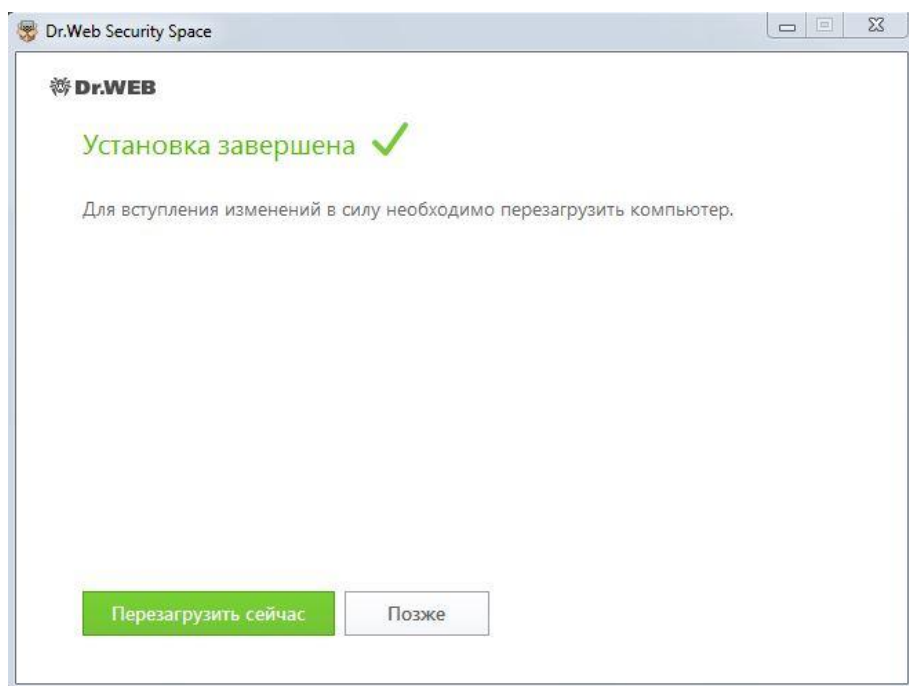 Dr.Web Security Space
Dr.WEB
Установка завершена
Для вступления изменений в силу необходимо перезагрузить компьютер.
Перезагрузить сейчас
Позже